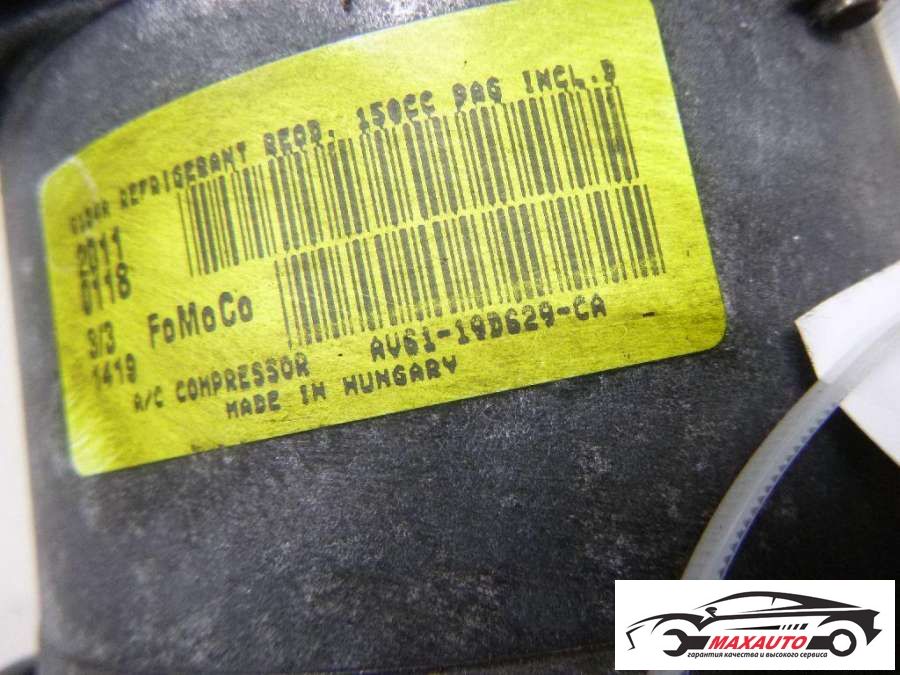 R134A REFRIGERANT REQD. 150CC PAG INCL.D
2011
0118
3/3
1419
FoMoCo
A/C COMPRESSOR AV61-19D629-CA -
MADE IN HUNGARY
MAXAUTO
гарантия качества и высокого сервиса